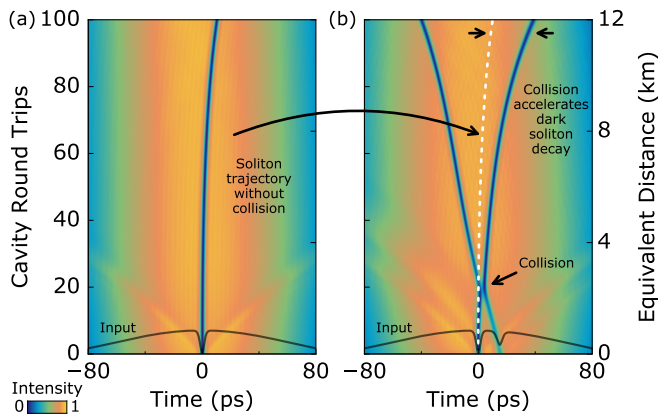 (a)
(b)
100
80
60
40
20
0
Cavity Round Trips
Soliton
trajectory
without
collision
Input
−80
0
80
Time (ps)
Intensity
0
1
Collision
accelerates
dark
soliton
decay
Collision
Input
−80
0
80
Time (ps)
12
8
4
0
Equivalent Distance (km)